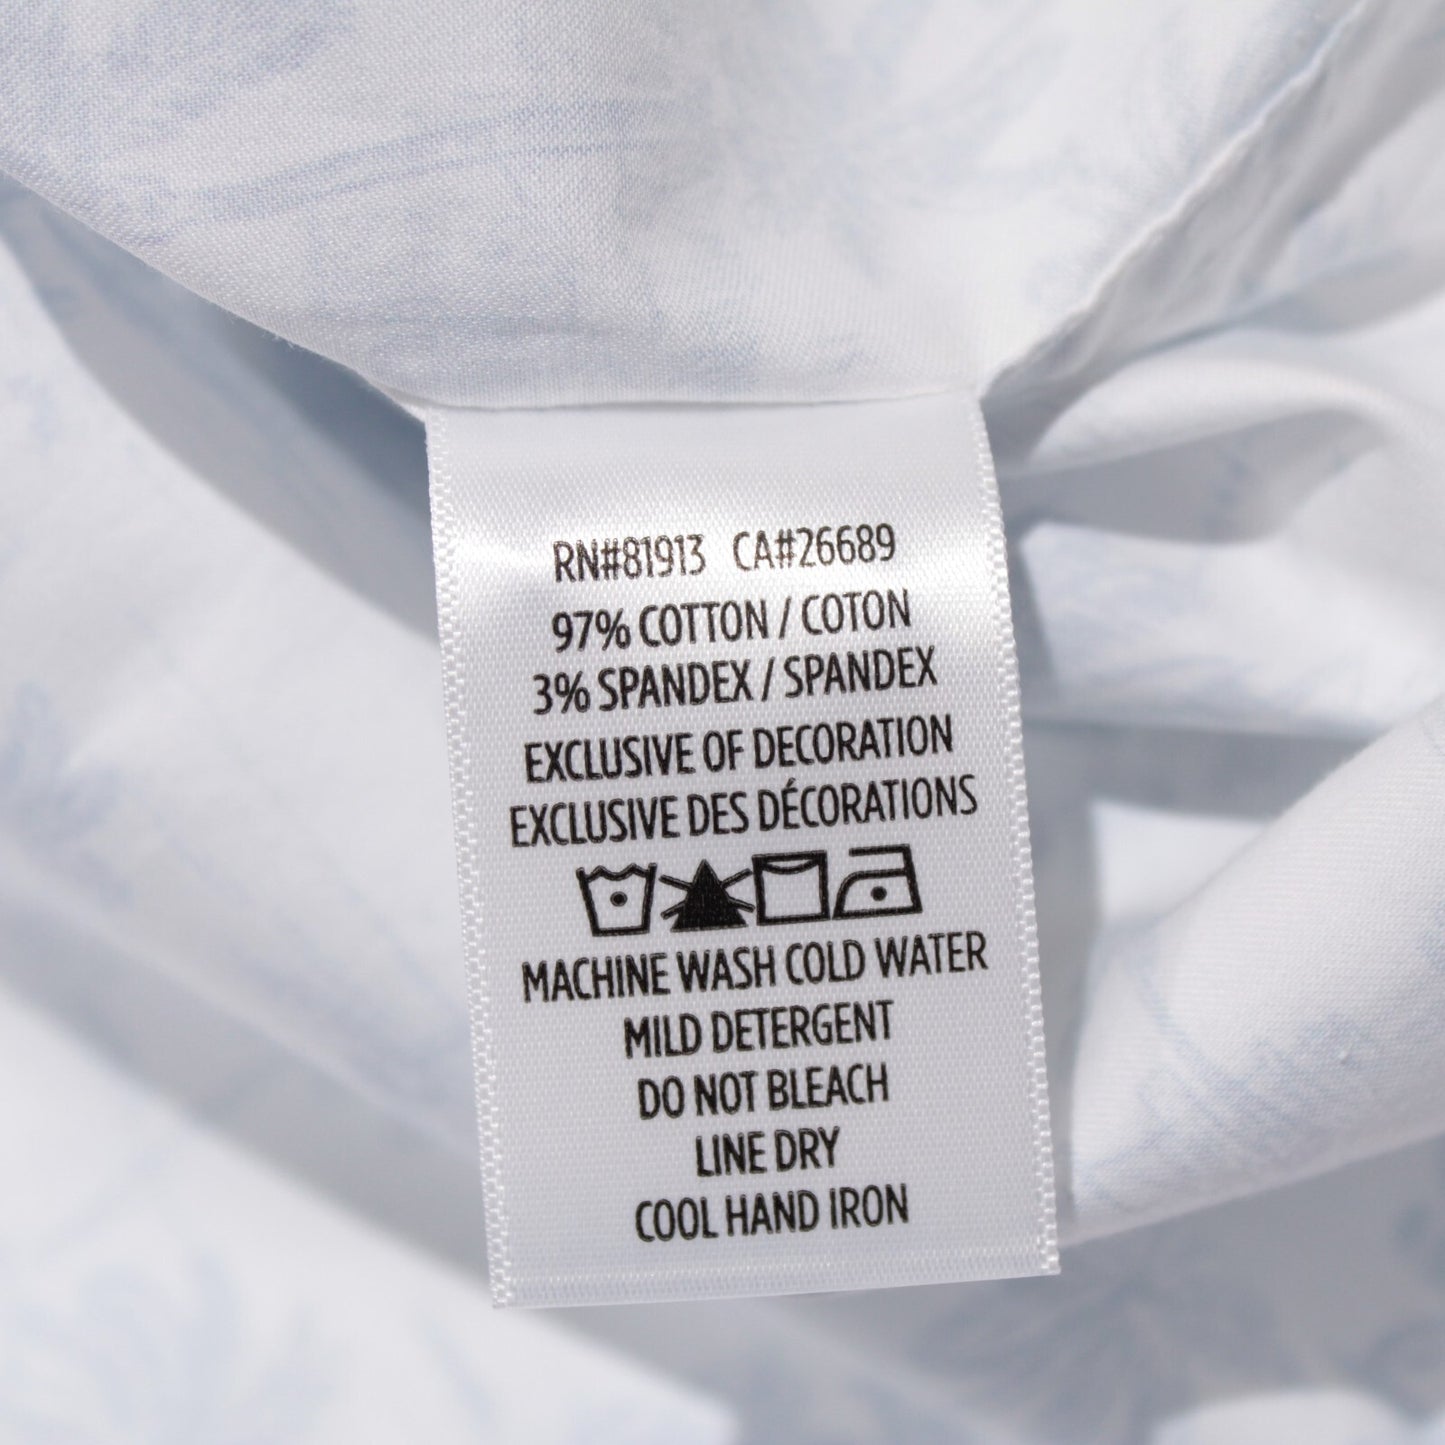 RN#81913 CA#26689
97% COTTON / COTON
3% SPANDEX / SPANDEX
EXCLUSIVE OF DECORATION
EXCLUSIVE DES DÉCORATIONS
MACHINE WASH COLD WATER
MILD DETERGENT
DO NOT BLEACH
LINE DRY
COOL HAND IRON